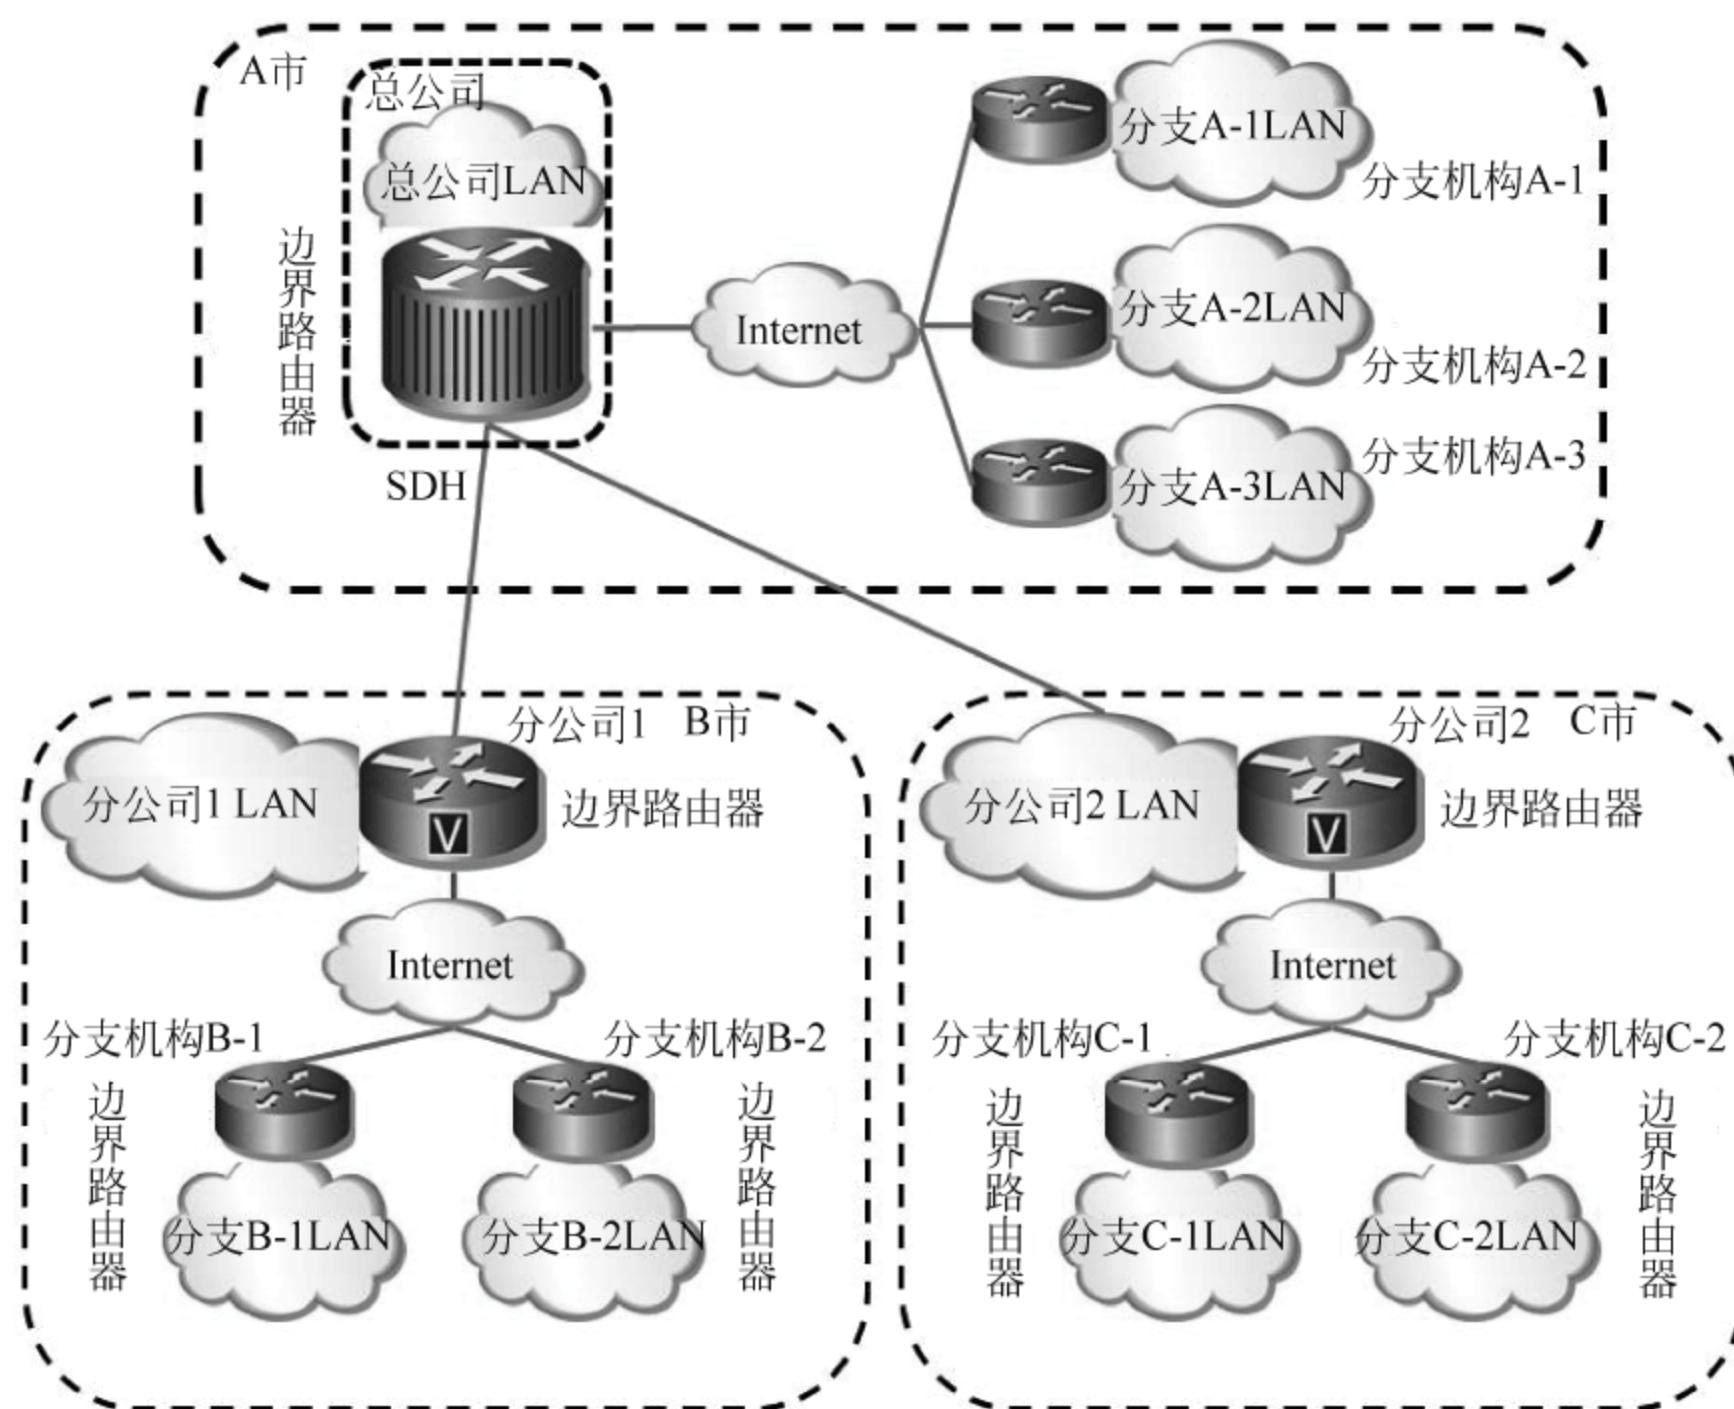 A市
总公司
总公司LAN
边界路由器
SDH
Internet
分支A-1LAN
分支机构A-1
分支A-2LAN
分支机构A-2
分支机构A-3
分支A-3LAN
分公司1 B市
分公司1 LAN
边界路由器
V
Internet
分支机构B-1
分支机构B-2
边界路由器
边界路由器
分支B-1LAN
分支B-2LAN
分公司2 C市
分公司2 LAN
边界路由器
V
Internet
分支机构C-1
分支机构C-2
边界路由器
边界路由器
分支C-1LAN
分支C-2LAN